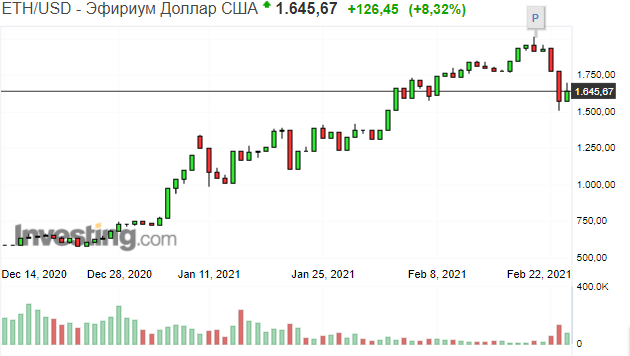 ETH/USD - Эфириум Доллар США 1.645,67 +126,45 (+8,32%)
P
1.750,00
1.645,67
1.500,00
1.250,00
1.000,00
750,00
500,00
Investing.com
Dec 14, 2020 Dec 28, 2020 Jan 11, 2021 Jan 25, 2021 Feb 8, 2021 Feb 22, 2021
400.0K
0.00